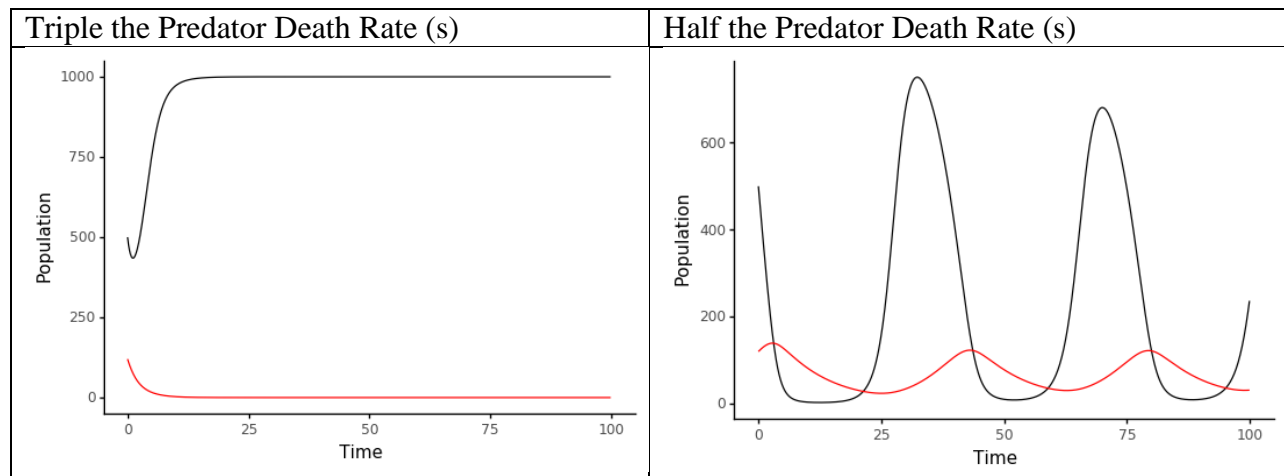 Triple the Predator Death Rate (s)
Half the Predator Death Rate (s)
1000
750
500
250
0
Population
0 25 50 75 100
Time
600
400
200
0
Population
0 25 50 75 100
Time